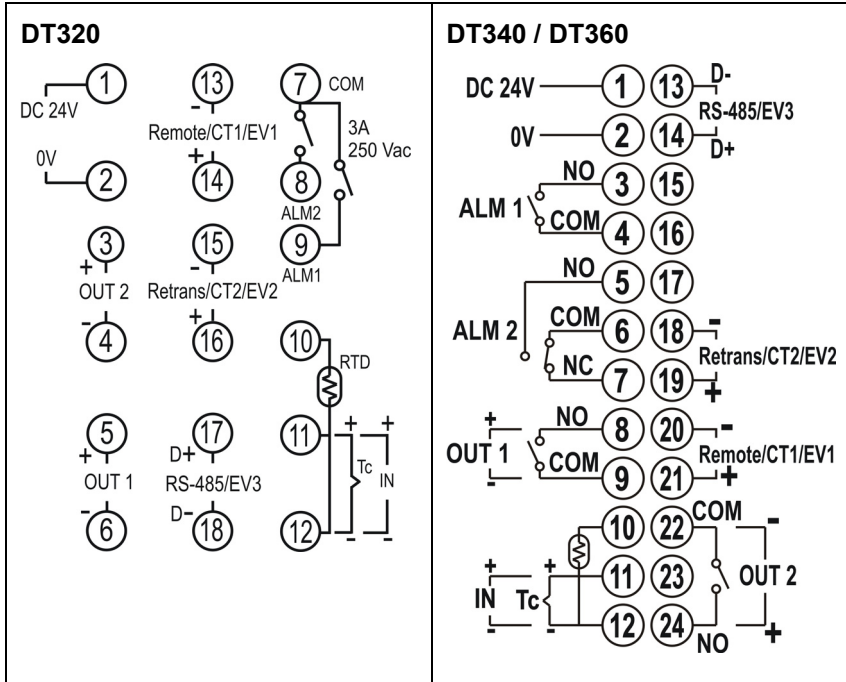 DT320
1 13 7 COM
DC 24V
-
Remote/CT1/EV1
3A
250 Vac
0V
+
2 14 8
ALM2
3 15 9
ALM1
+ -
OUT 2 Retrans/CT2/EV2
- +
4 16 10
RTD
5 17 11 + +
+ D+
OUT 1 RS-485/EV3 Tc IN
- D-
6 18 12 - -
DT340 / DT360
DC 24V 1 13 D-
RS-485/EV3
0V 2 14 D+
NO 3 15
ALM 1
COM 4 16
NO 5 17
ALM 2
COM 6 18 -
Retrans/CT2/EV2
NC 7 19 +
+ NO 8 20 -
OUT 1 Remote/CT1/EV1
- COM 9 21 +
10 22 COM -
+ + 11 23 OUT 2
IN Tc
- - 12 24 NO +